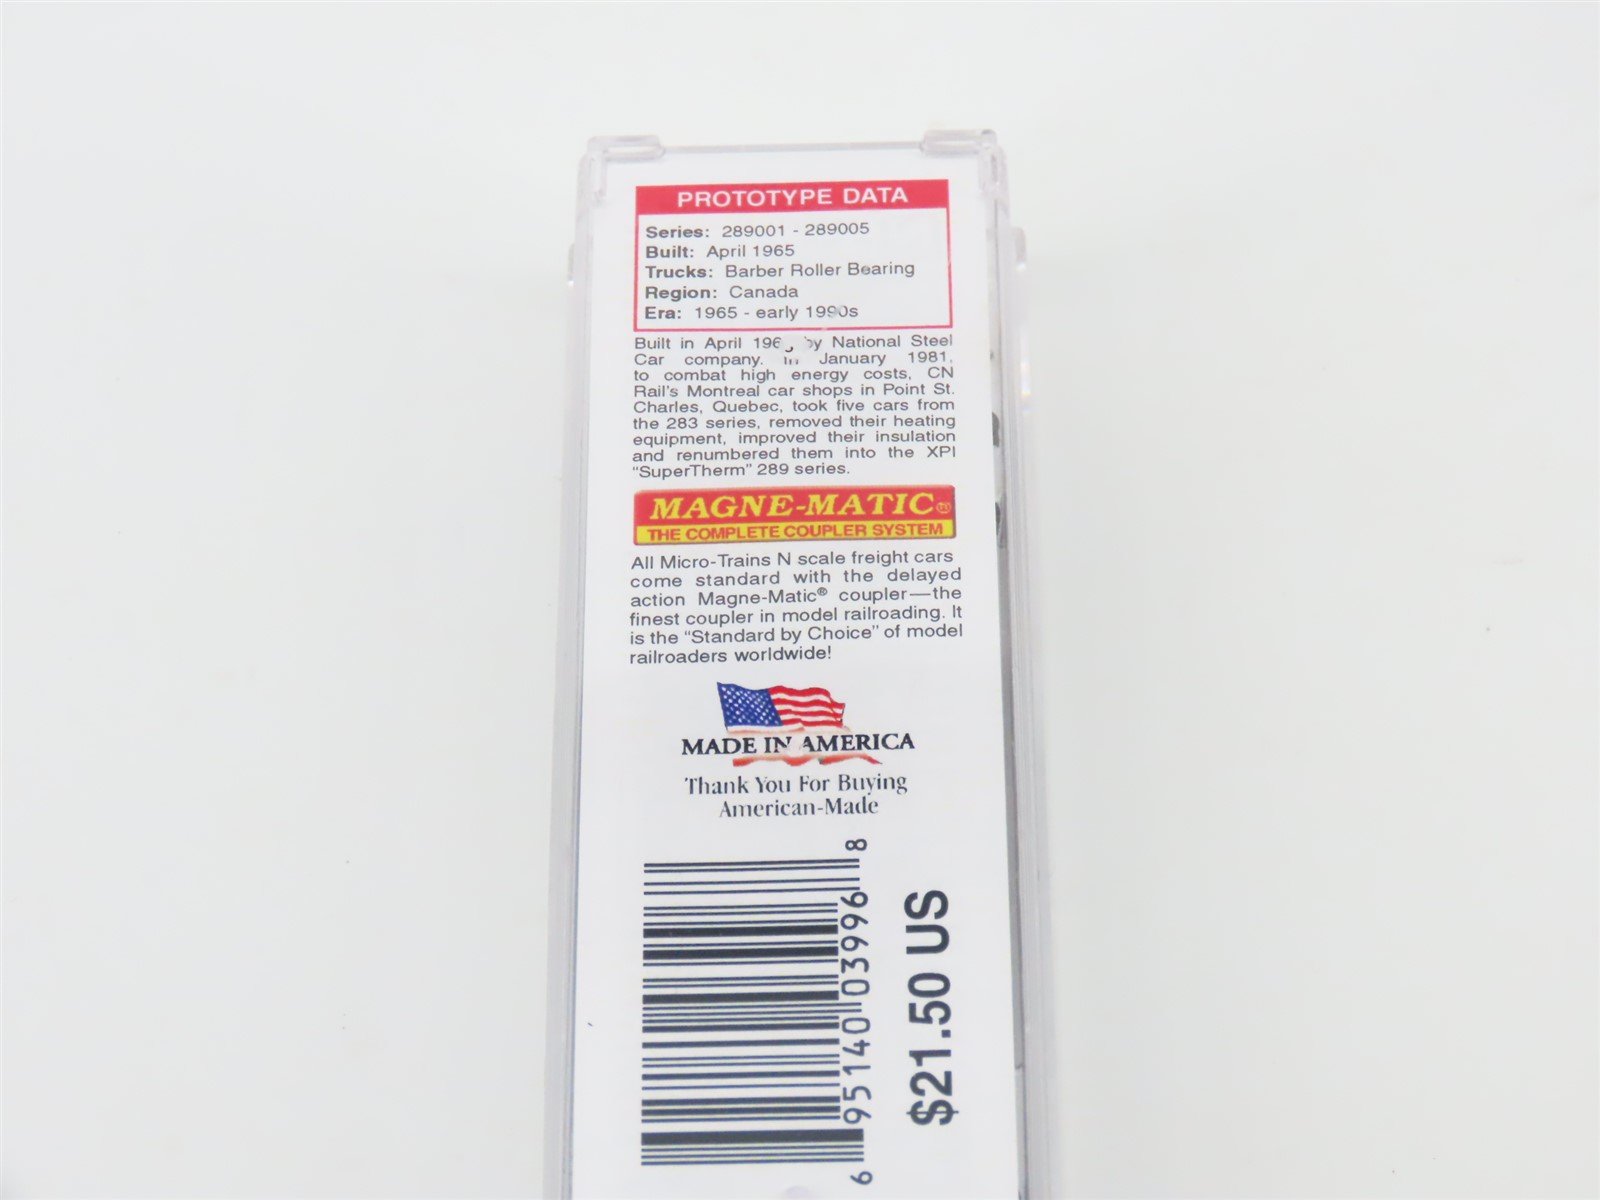 PROTOTYPE DATA
Series: 289001 - 289005
Built: April 1965
Trucks: Barber Roller Bearing
Region: Canada
Era: 1965 - early 1990s
Built in April 1965 by National Steel
Car company. In January 1981,
to combat high energy costs, CN
Rail's Montreal car shops in Point St.
Charles, Quebec, took five cars from
the 283 series, removed their heating
equipment, improved their insulation
and renumbered them into the XPI
"SuperTherm" 289 series.
MAGNE-MATIC®
THE COMPLETE COUPLER SYSTEM
All Micro-Trains N scale freight cars
come standard with the delayed
action Magne-Matic® coupler—the
finest coupler in model railroading. It
is the "Standard by Choice" of model
railroaders worldwide!
MADE IN AMERICA
Thank You For Buying
American-Made
6 95140 03996 8
$21.50 US